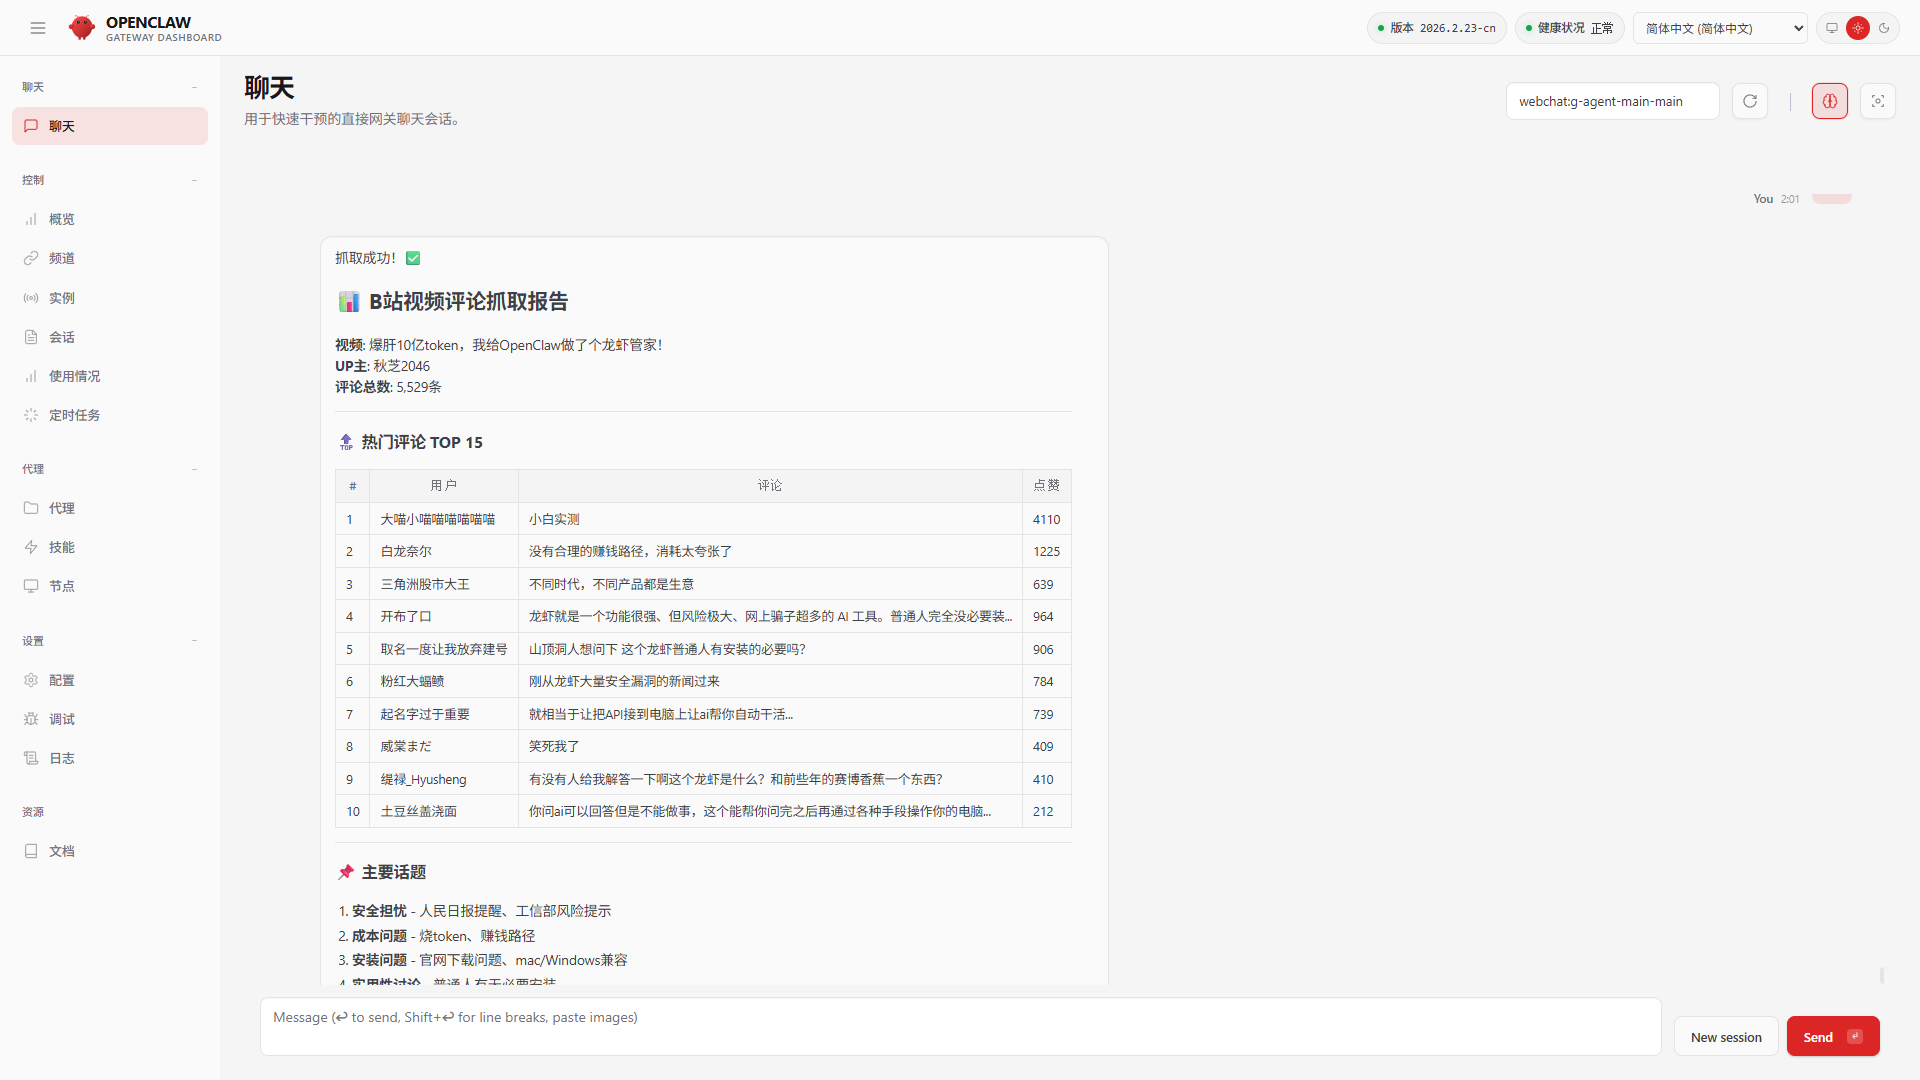 OPENCLAW
GATEWAY DASHBOARD
版本 2026.2.23-cn
健康状况 正常
简体中文 (简体中文)
聊天
聊天
控制
概览
频道
实例
会话
使用情况
定时任务
代理
代理
技能
节点
设置
配置
调试
日志
资源
文档
聊天
用于快速干预的直接网关聊天会话。
webchat:g-agent-main-main
You 2:01
抓取成功！
B站视频评论抓取报告
视频: 爆肝10亿token，我给OpenClaw做了个龙虾管家！
UP主: 秋芝2046
评论总数: 5,529条
TOP 热门评论 TOP 15
# 用户 评论 点赞
1 大喵小喵喵喵喵喵喵 小白实测 4110
2 白龙奈尔 没有合理的赚钱路径，消耗太夸张了 1225
3 三角洲股市大王 不同时代，不同产品都是生意 639
4 开布了口 龙虾就是一个功能很强、但风险极大、网上骗子超多的 AI 工具。普通人完全没必要装... 964
5 取名一度让我放弃建号 山顶洞人想问下 这个龙虾普通人有安装的必要吗？ 906
6 粉红大蝠鲼 刚从龙虾大量安全漏洞的新闻过来 784
7 起名字过于重要 就相当于让把API接到电脑上让ai帮你自动干活... 739
8 威棠まだ 笑死我了 409
9 缇禄_Hyusheng 有没有人给我解答一下啊这个龙虾是什么？和前些年的赛博香蕉一个东西？ 410
10 土豆丝盖浇面 你问ai可以回答但是不能做事，这个能帮你问完之后再通过各种手段操作你的电脑... 212
主要话题
1. 安全担忧 - 人民日报提醒、工信部风险提示
2. 成本问题 - 烧token、赚钱路径
3. 安装问题 - 官网下载问题、mac/Windows兼容
4. 实用性讨论 - 普通人有无必要安装
Message (↩ to send, Shift+↩ for line breaks, paste images)
New session
Send